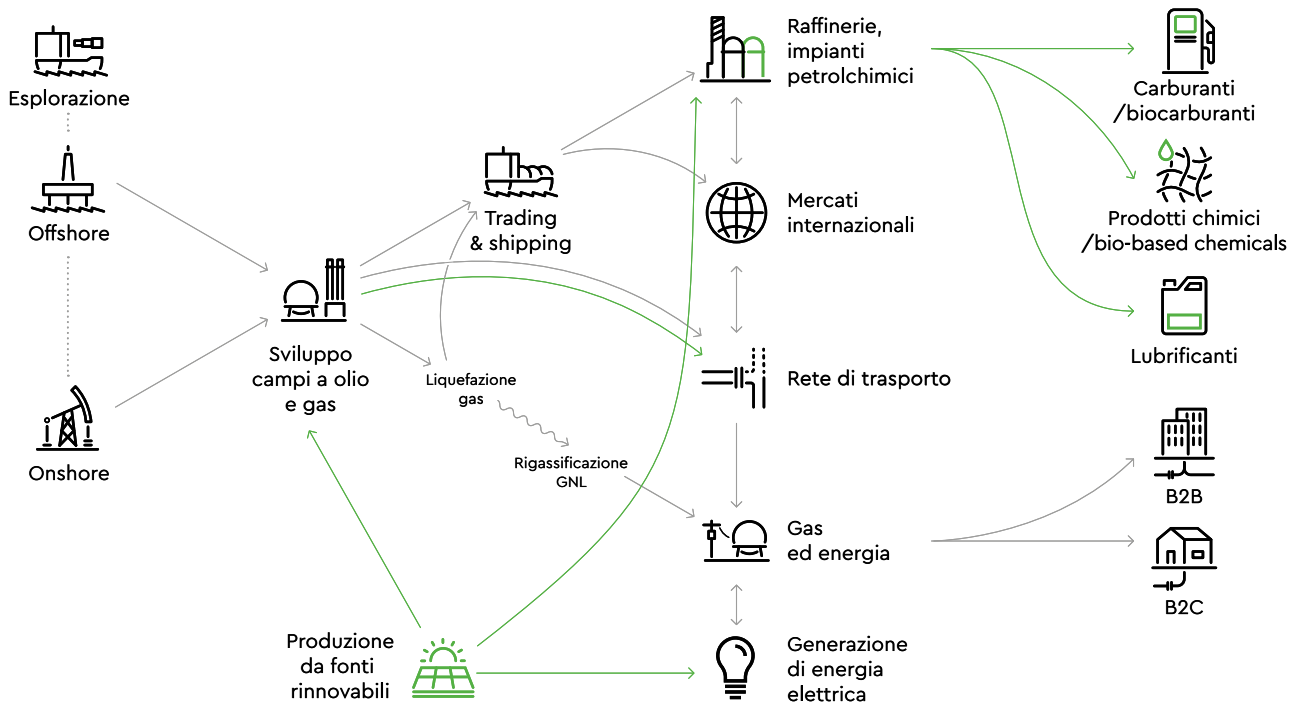 Esplorazione
Offshore
Onshore
Sviluppo
campi a olio
e gas
Trading
& shipping
Liquefazione
gas
Rigassificazione
GNL
Produzione
da fonti
rinnovabili
Raffinerie,
impianti
petrolchimici
Mercati
internazionali
Rete di trasporto
Gas
ed energia
Generazione
di energia
elettrica
Carburanti
/biocarburanti
Prodotti chimici
/bio-based chemicals
Lubrificanti
B2B
B2C